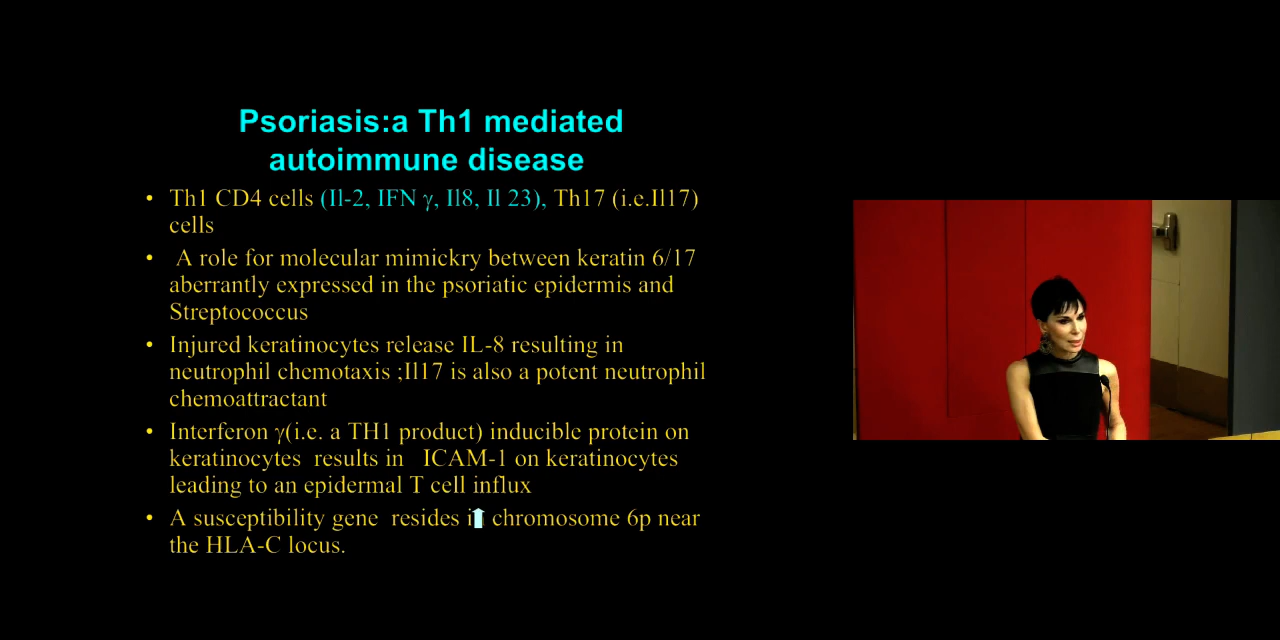 Psoriasis:a Th1 mediated
autoimmune disease
• Th1 CD4 cells (Il-2, IFN γ, Il8, Il 23), Th17 (i.e.Il17)
cells
• A role for molecular mimickry between keratin 6/17
aberrantly expressed in the psoriatic epidermis and
Streptococcus
• Injured keratinocytes release IL-8 resulting in
neutrophil chemotaxis ;Il17 is also a potent neutrophil
chemoattractant
• Interferon γ(i.e. a TH1 product) inducible protein on
keratinocytes results in ICAM-1 on keratinocytes
leading to an epidermal T cell influx
• A susceptibility gene resides chromosome 6p near
the HLA-C locus.